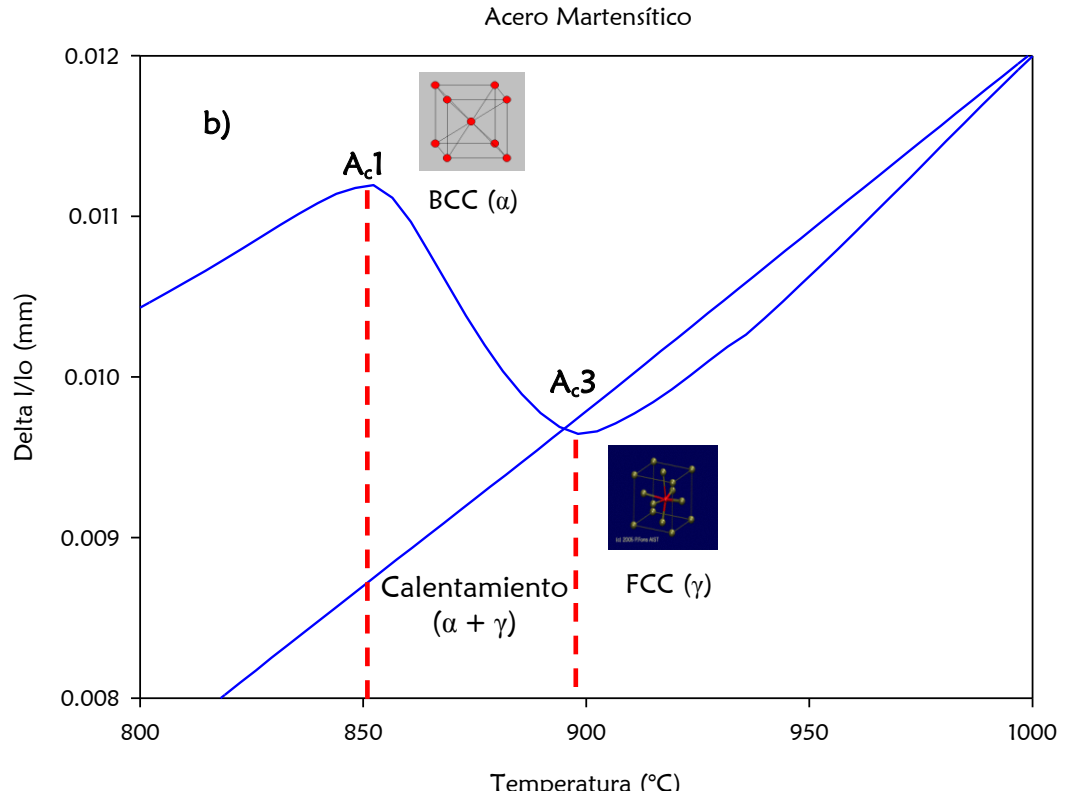 Acero Martensítico
0.012
b)
Ac1
BCC (α)
0.011
Delta l/lo (mm)
0.010
Ac3
0.009
Calentamiento
(α + γ)
FCC (γ)
0.008
800
850
900
950
1000
Temperatura (°C)